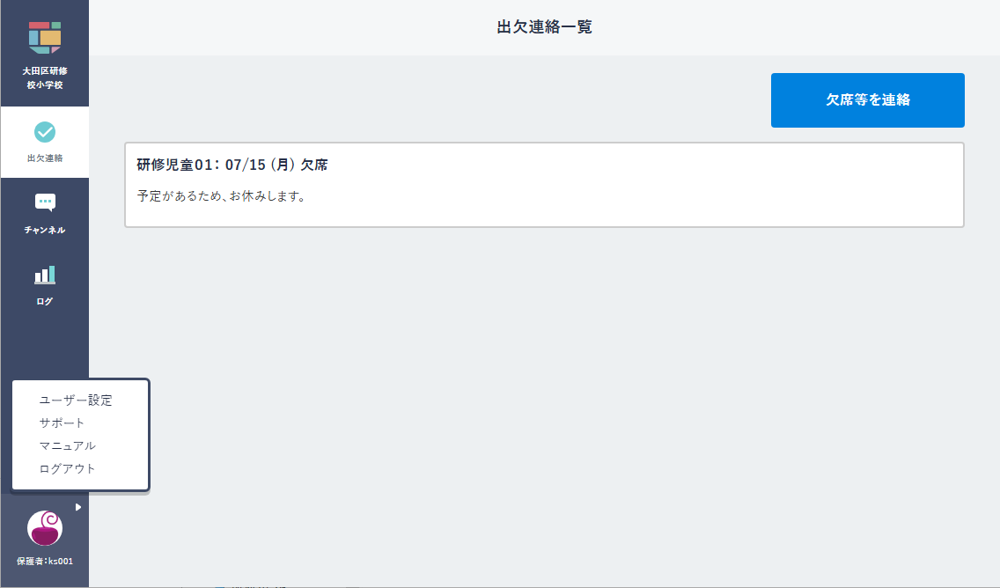 大田区研修
校小学校
出欠連絡
チャンネル
ログ
ユーザー設定
サポート
マニュアル
ログアウト
保護者:ks001
出欠連絡一覧
欠席等を連絡
研修児童01: 07/15 (月) 欠席
予定があるため、お休みします。